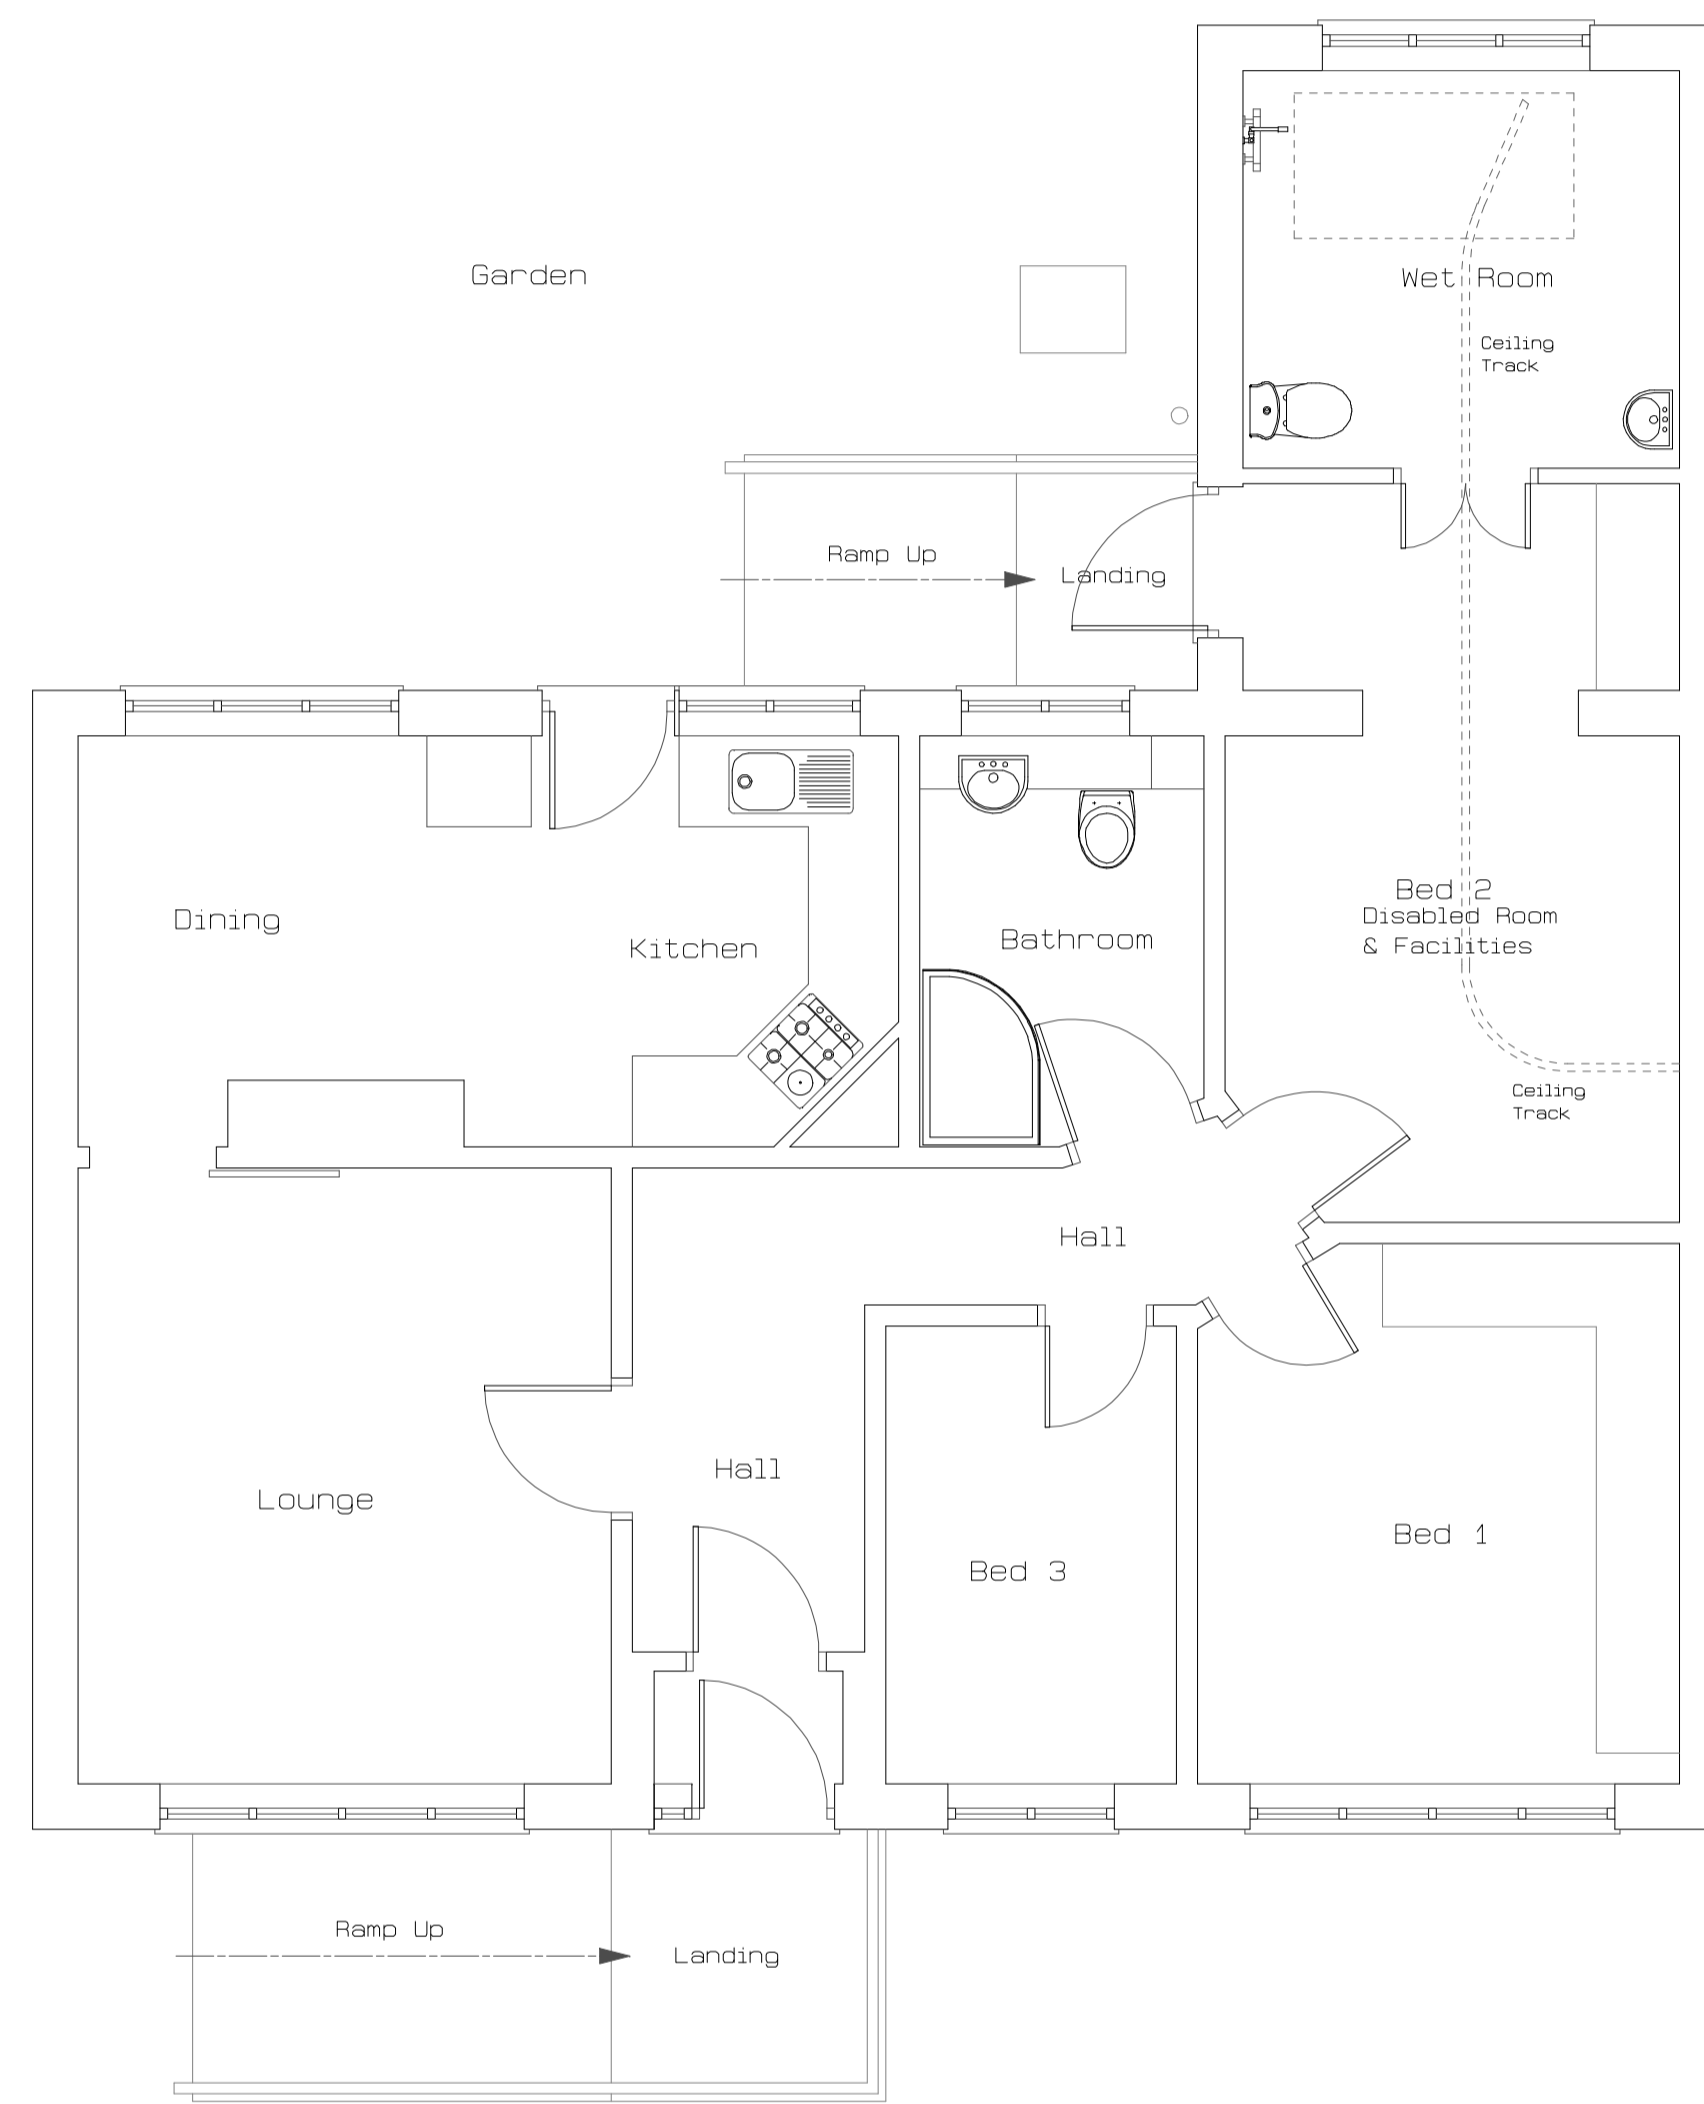 Garden
Wet Room
Ceiling
Track
Ramp Up
Landing
Bed 2
Disabled Room
& Facilities
Dining
Kitchen
Bathroom
Ceiling
Track
Hall
Hall
Lounge
Bed 3
Bed 1
Ramp Up
Landing